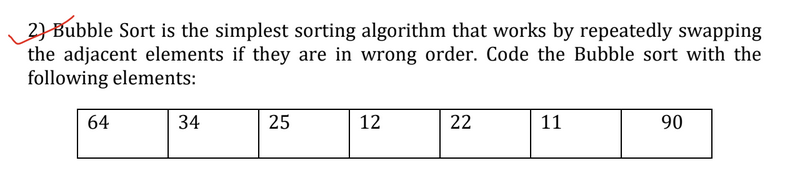 2) Bubble Sort is the simplest sorting algorithm that works by repeatedly swapping
the adjacent elements if they are in wrong order. Code the Bubble sort with the
following elements:
64 34 25 12 22 11 90